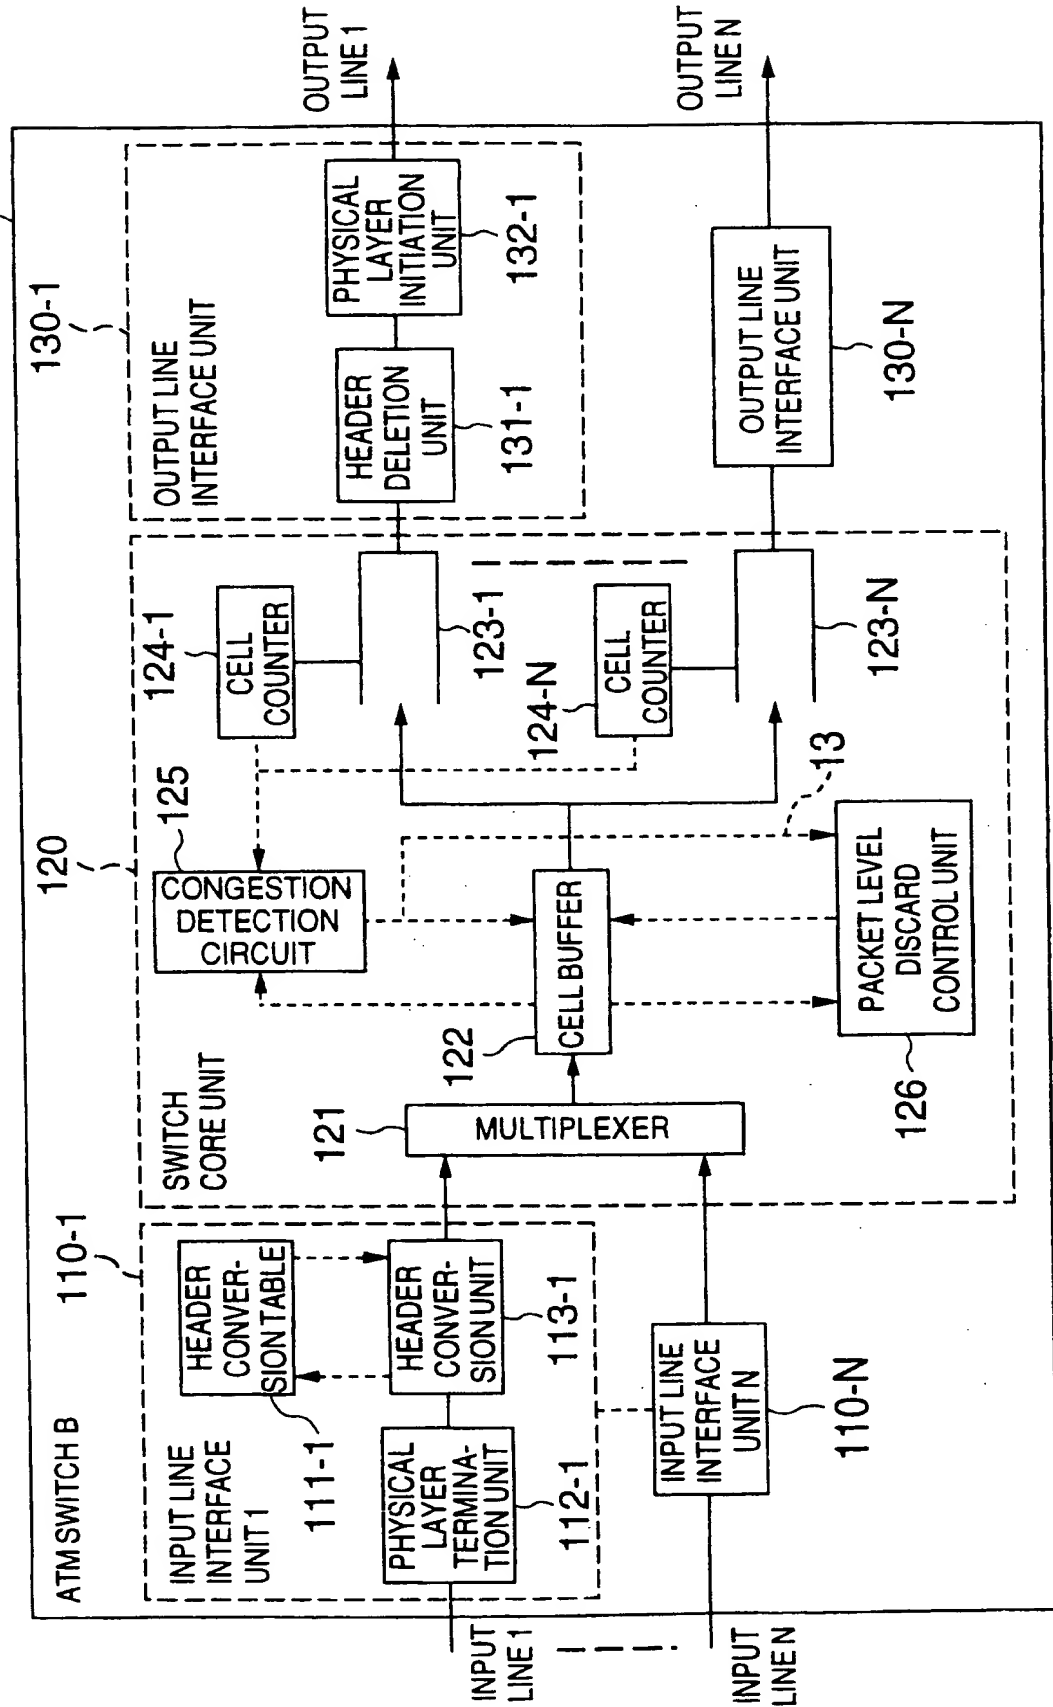 ATM SWITCH B
110-1
INPUT LINE
INTERFACE
UNIT 1
HEADER
CONVER-
SION TABLE
111-1
PHYSICAL
LAYER
TERMINA-
TION UNIT
112-1
HEADER
CONVER-
SION UNIT
113-1
INPUT
LINE 1
INPUT
LINE N
INPUT LINE
INTERFACE
UNIT N
110-N
120
SWITCH
CORE UNIT
121
MULTIPLEXER
122
CELL BUFFER
125
CONGESTION
DETECTION
CIRCUIT
124-1
CELL
COUNTER
123-1
124-N
CELL
COUNTER
123-N
13
PACKET LEVEL
DISCARD
CONTROL UNIT
126
130-1
OUTPUT LINE
INTERFACE UNIT
HEADER
DELETION
UNIT
131-1
PHYSICAL
LAYER
INITIATION
UNIT
132-1
OUTPUT
LINE 1
OUTPUT LINE
INTERFACE UNIT
130-N
OUTPUT
LINE N